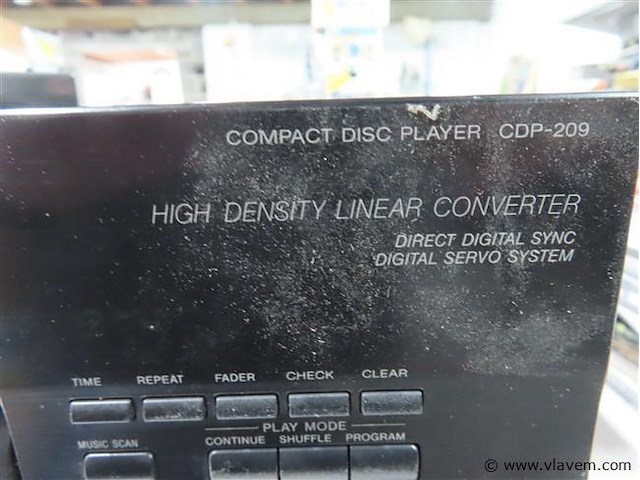 COMPACT DISC PLAYER CDP-209
HIGH DENSITY LINEAR CONVERTER
DIRECT DIGITAL SYNC
DIGITAL SERVO SYSTEM
TIME REPEAT FADER CHECK CLEAR
PLAY MODE
MUSIC SCAN CONTINUE SHUFFLE PROGRAM
© www.vlavem.com